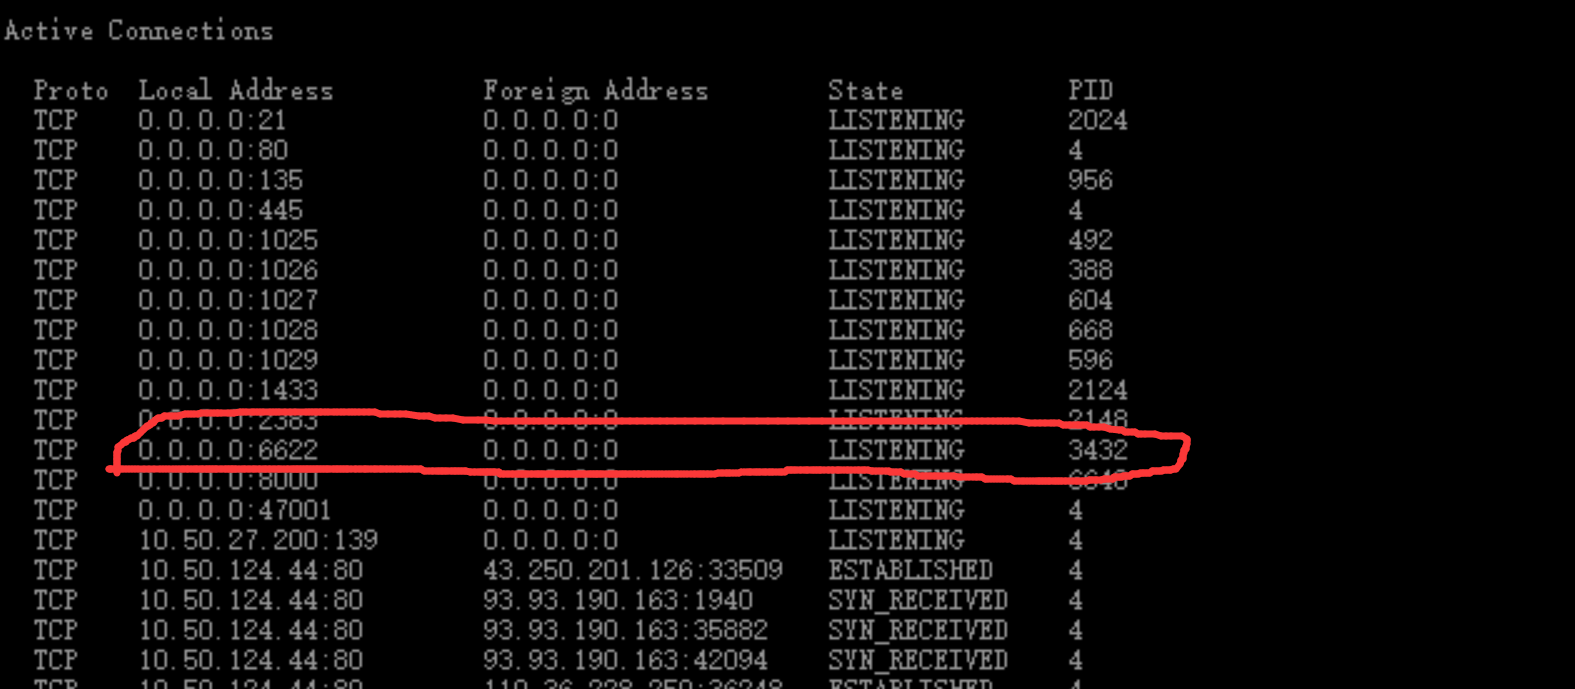 Active Connections
Proto Local Address Foreign Address State PID
TCP 0.0.0.0:21 0.0.0.0:0 LISTENING 2024
TCP 0.0.0.0:80 0.0.0.0:0 LISTENING 4
TCP 0.0.0.0:135 0.0.0.0:0 LISTENING 956
TCP 0.0.0.0:445 0.0.0.0:0 LISTENING 4
TCP 0.0.0.0:1025 0.0.0.0:0 LISTENING 492
TCP 0.0.0.0:1026 0.0.0.0:0 LISTENING 388
TCP 0.0.0.0:1027 0.0.0.0:0 LISTENING 604
TCP 0.0.0.0:1028 0.0.0.0:0 LISTENING 668
TCP 0.0.0.0:1029 0.0.0.0:0 LISTENING 596
TCP 0.0.0.0:1433 0.0.0.0:0 LISTENING 2124
TCP 0.0.0.0:2383 0.0.0.0:0 LISTENING 2148
TCP 0.0.0.0:6622 0.0.0.0:0 LISTENING 3432
TCP 0.0.0.0:8000 0.0.0.0:0 LISTENING
TCP 0.0.0.0:47001 0.0.0.0:0 LISTENING 4
TCP 10.50.27.200:139 0.0.0.0:0 LISTENING 4
TCP 10.50.124.44:80 43.250.201.126:33509 ESTABLISHED 4
TCP 10.50.124.44:80 93.93.190.163:1940 SYN_RECEIVED 4
TCP 10.50.124.44:80 93.93.190.163:35882 SYN_RECEIVED 4
TCP 10.50.124.44:80 93.93.190.163:42094 SYN_RECEIVED 4
TCP 10.50.124.44:80 ESTABLISHED 4